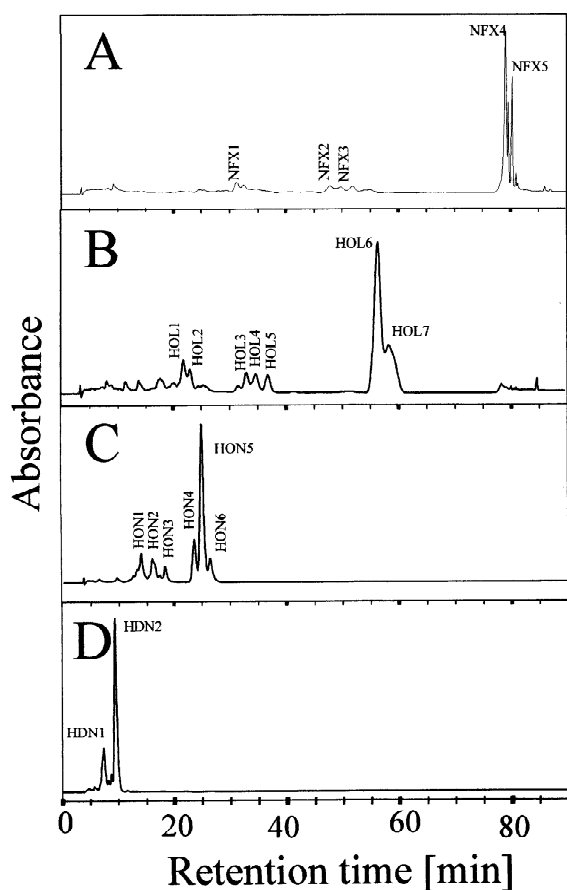 A
NFX1
NFX2
NFX3
NFX4
NFX5
B
HOL1
HOL2
HOL3
HOL4
HOL5
HOL6
HOL7
C
HON1
HON2
HON3
HON4
HON5
HON6
D
HDN1
HDN2
Absorbance
0 20 40 60 80
Retention time [min]